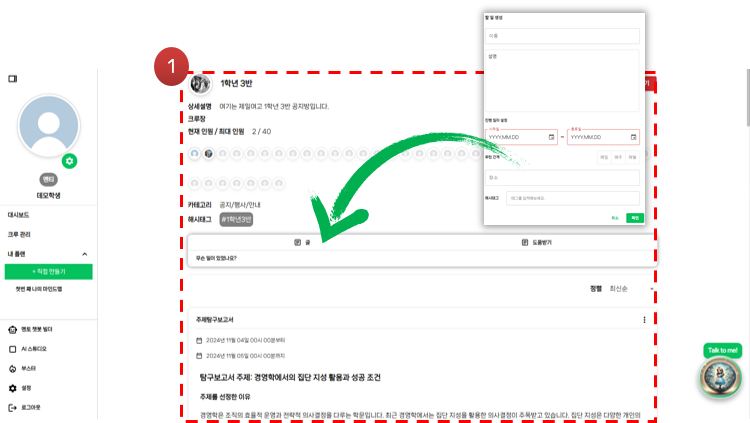 할 일 생성
이름
설명
진행 일자 설정
시작일
종료일
YYYY.MM.DD.
~
YYYY.MM.DD.
루틴 간격
매일
매주
매월
장소
해시태그
태그를 입력해보세요.
취소
확인
1
1학년 3반
기
상세설명 여기는 제일여고 1학년 3반 공지방입니다.
크루장
현재 인원 / 최대 인원 2 / 40
카테고리 공지/행사/안내
해시태그 #1학년3반
글
도움받기
무슨 일이 있었나요?
정렬 최신순
주제탐구보고서
2024년 11월 04일 00시 00분부터
2024년 11월 05일 00시 00분까지
탐구보고서 주제: 경영학에서의 집단 지성 활용과 성공 조건
주제를 선정한 이유
경영학은 조직의 효율적 운영과 전략적 의사결정을 다루는 학문입니다. 최근 경영학에서는 집단 지성을 활용한 의사결정이 주목받고 있습니다. 집단 지성은 다양한 개인의
멘티
데모학생
대시보드
크루 관리
내 플랜
+ 직접 만들기
첫번 째 나의 마인드맵
멘토 챗봇 빌더
AI 스튜디오
부스터
설정
로그아웃
Talk to me!